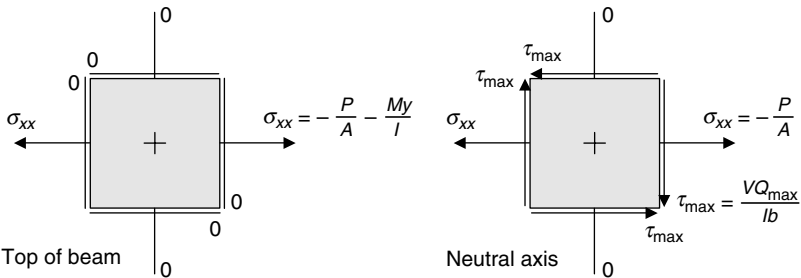 0
0
0
σxx
σxx = − P/A − My/I
0
0
Top of beam
0
0
τmax
τmax
σxx
σxx = − P/A
τmax = VQmax/Ib
τmax
Neutral axis
0